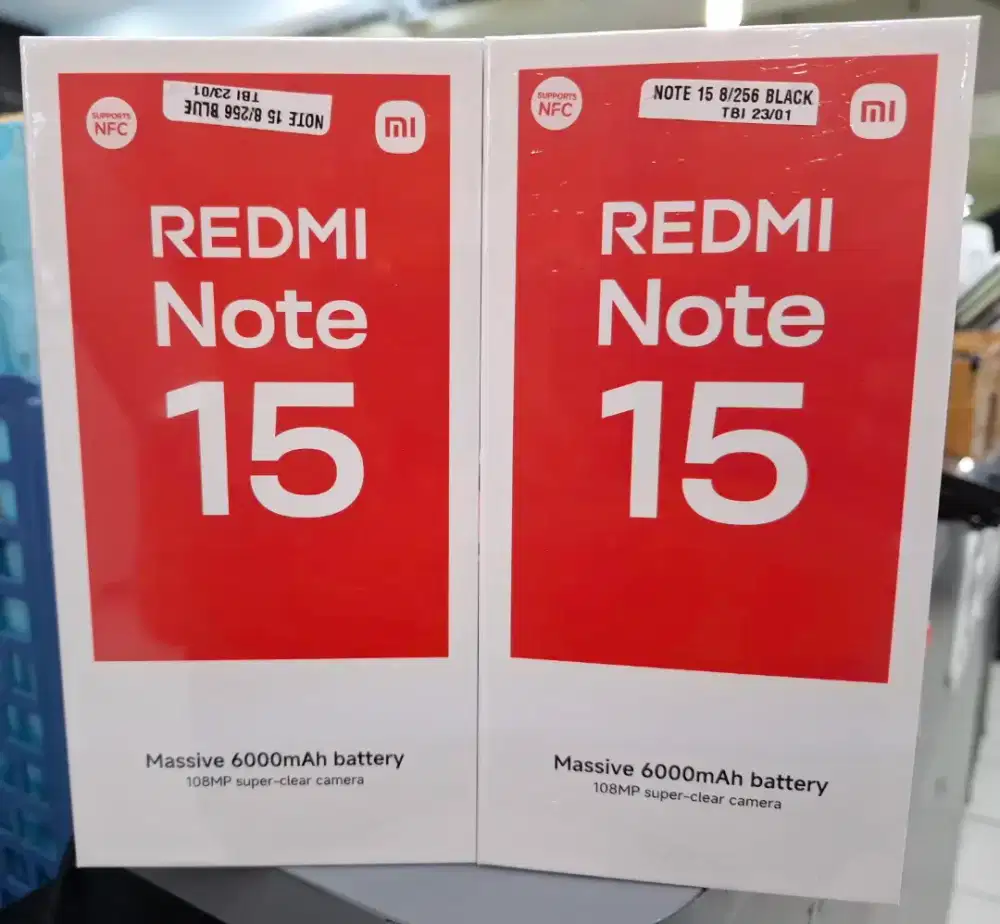 SUPPORTS
NFC
NOTE 15 8/256 BLUE
TBI 23/01
mi
REDMI
Note
15
Massive 6000mAh battery
108MP super-clear camera
SUPPORTS
NFC
NOTE 15 8/256 BLACK
TBI 23/01
mi
REDMI
Note
15
Massive 6000mAh battery
108MP super-clear camera